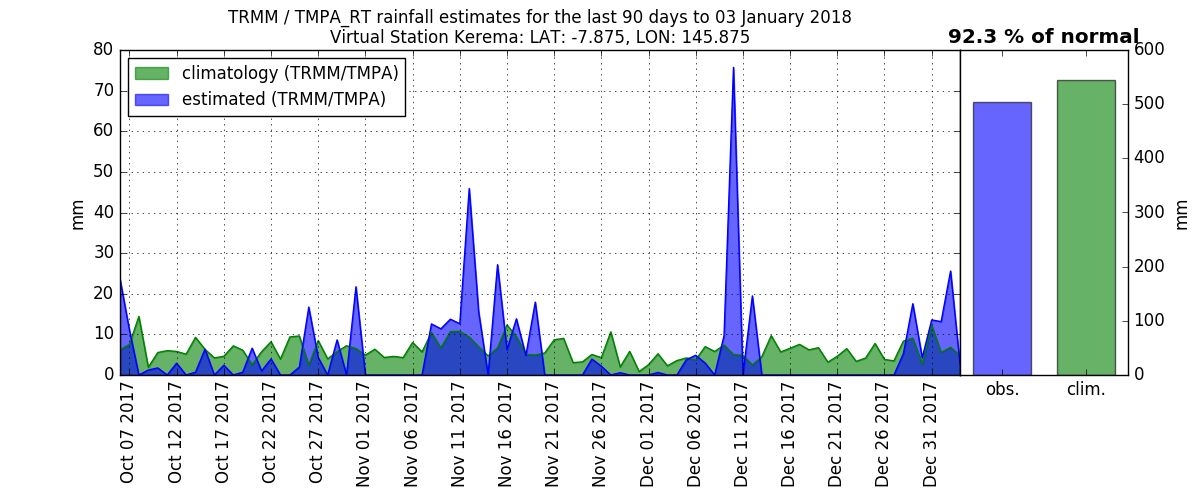 TRMM / TMPA_RT rainfall estimates for the last 90 days to 03 January 2018
Virtual Station Kerema: LAT: -7.875, LON: 145.875
92.3 % of normal
climatology (TRMM/TMPA)
estimated (TRMM/TMPA)
mm
80
70
60
50
40
30
20
10
0
Oct 07 2017
Oct 12 2017
Oct 17 2017
Oct 22 2017
Oct 27 2017
Nov 01 2017
Nov 06 2017
Nov 11 2017
Nov 16 2017
Nov 21 2017
Nov 26 2017
Dec 01 2017
Dec 06 2017
Dec 11 2017
Dec 16 2017
Dec 21 2017
Dec 26 2017
Dec 31 2017
obs.
clim.
600
500
400
300
200
100
0
mm